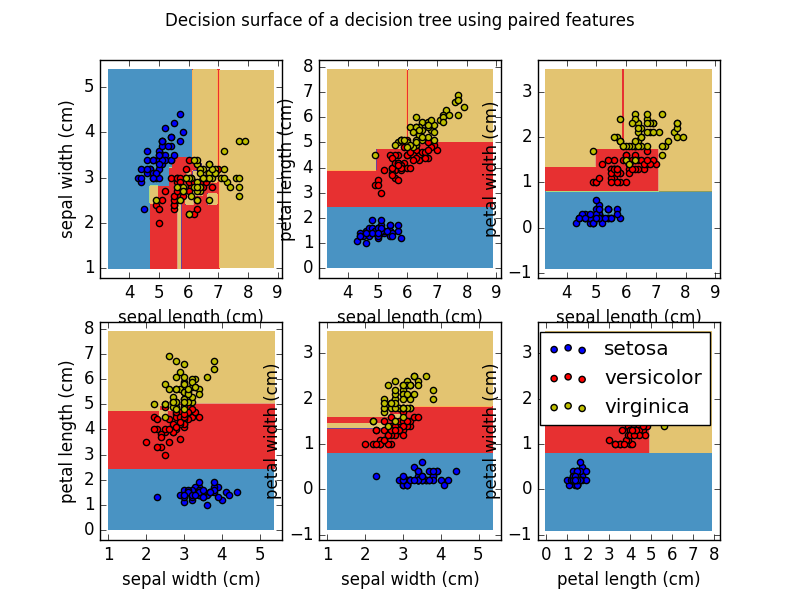 Decision surface of a decision tree using paired features
sepal width (cm)
5
4
3
2
1
4 5 6 7 8 9
sepal length (cm)
petal length (cm)
8
7
6
5
4
3
2
1
0
4 5 6 7 8 9
sepal length (cm)
petal width (cm)
3
2
1
0
−1
4 5 6 7 8 9
sepal length (cm)
petal length (cm)
8
7
6
5
4
3
2
1
0
1 2 3 4 5
sepal width (cm)
petal width (cm)
3
2
1
0
−1
1 2 3 4 5
sepal width (cm)
petal width (cm)
3
2
1
0
−1
0 1 2 3 4 5 6 7 8
petal length (cm)
setosa
versicolor
virginica